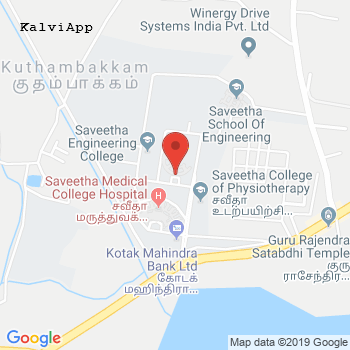 Winergy Drive
Systems India Pvt. Ltd
KalviApp
Kuthambakkam
குதம்பாக்கம்
Saveetha
School Of
Engineering
Saveetha
Engineering
College
Saveetha Medical
College Hospital
சவீதா
மருத்துவக்...
H
Saveetha College
of Physiotherapy
சவீதா
உடற்பயிற்சி...
Kotak Mahindra
Bank Ltd
கோடக்
மஹிந்திரா...
Guru Rajendra
Satabdhi Temple
குரு
ராசேந்திர...
Google
Map data ©2019 Google